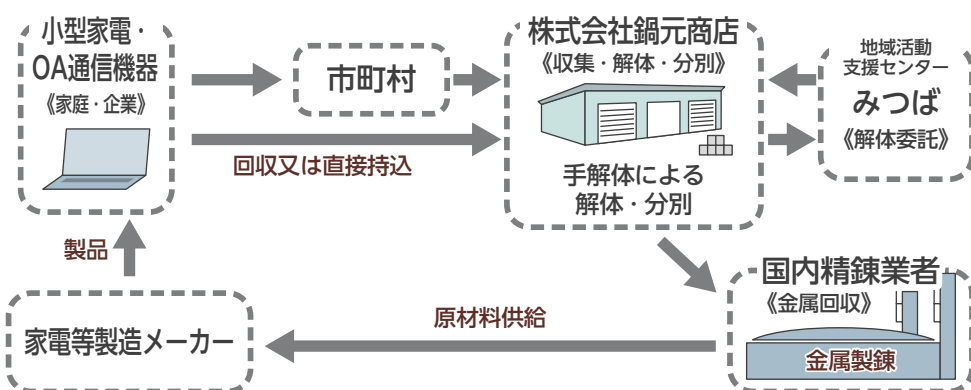 小型家電・
OA通信機器
《家庭・企業》
市町村
回収又は直接持込
株式会社鍋元商店
《収集・解体・分別》
手解体による
解体・分別
地域活動
支援センター
みつば
《解体委託》
製品
国内精錬業者
《金属回収》
金属製錬
原材料供給
家電等製造メーカー